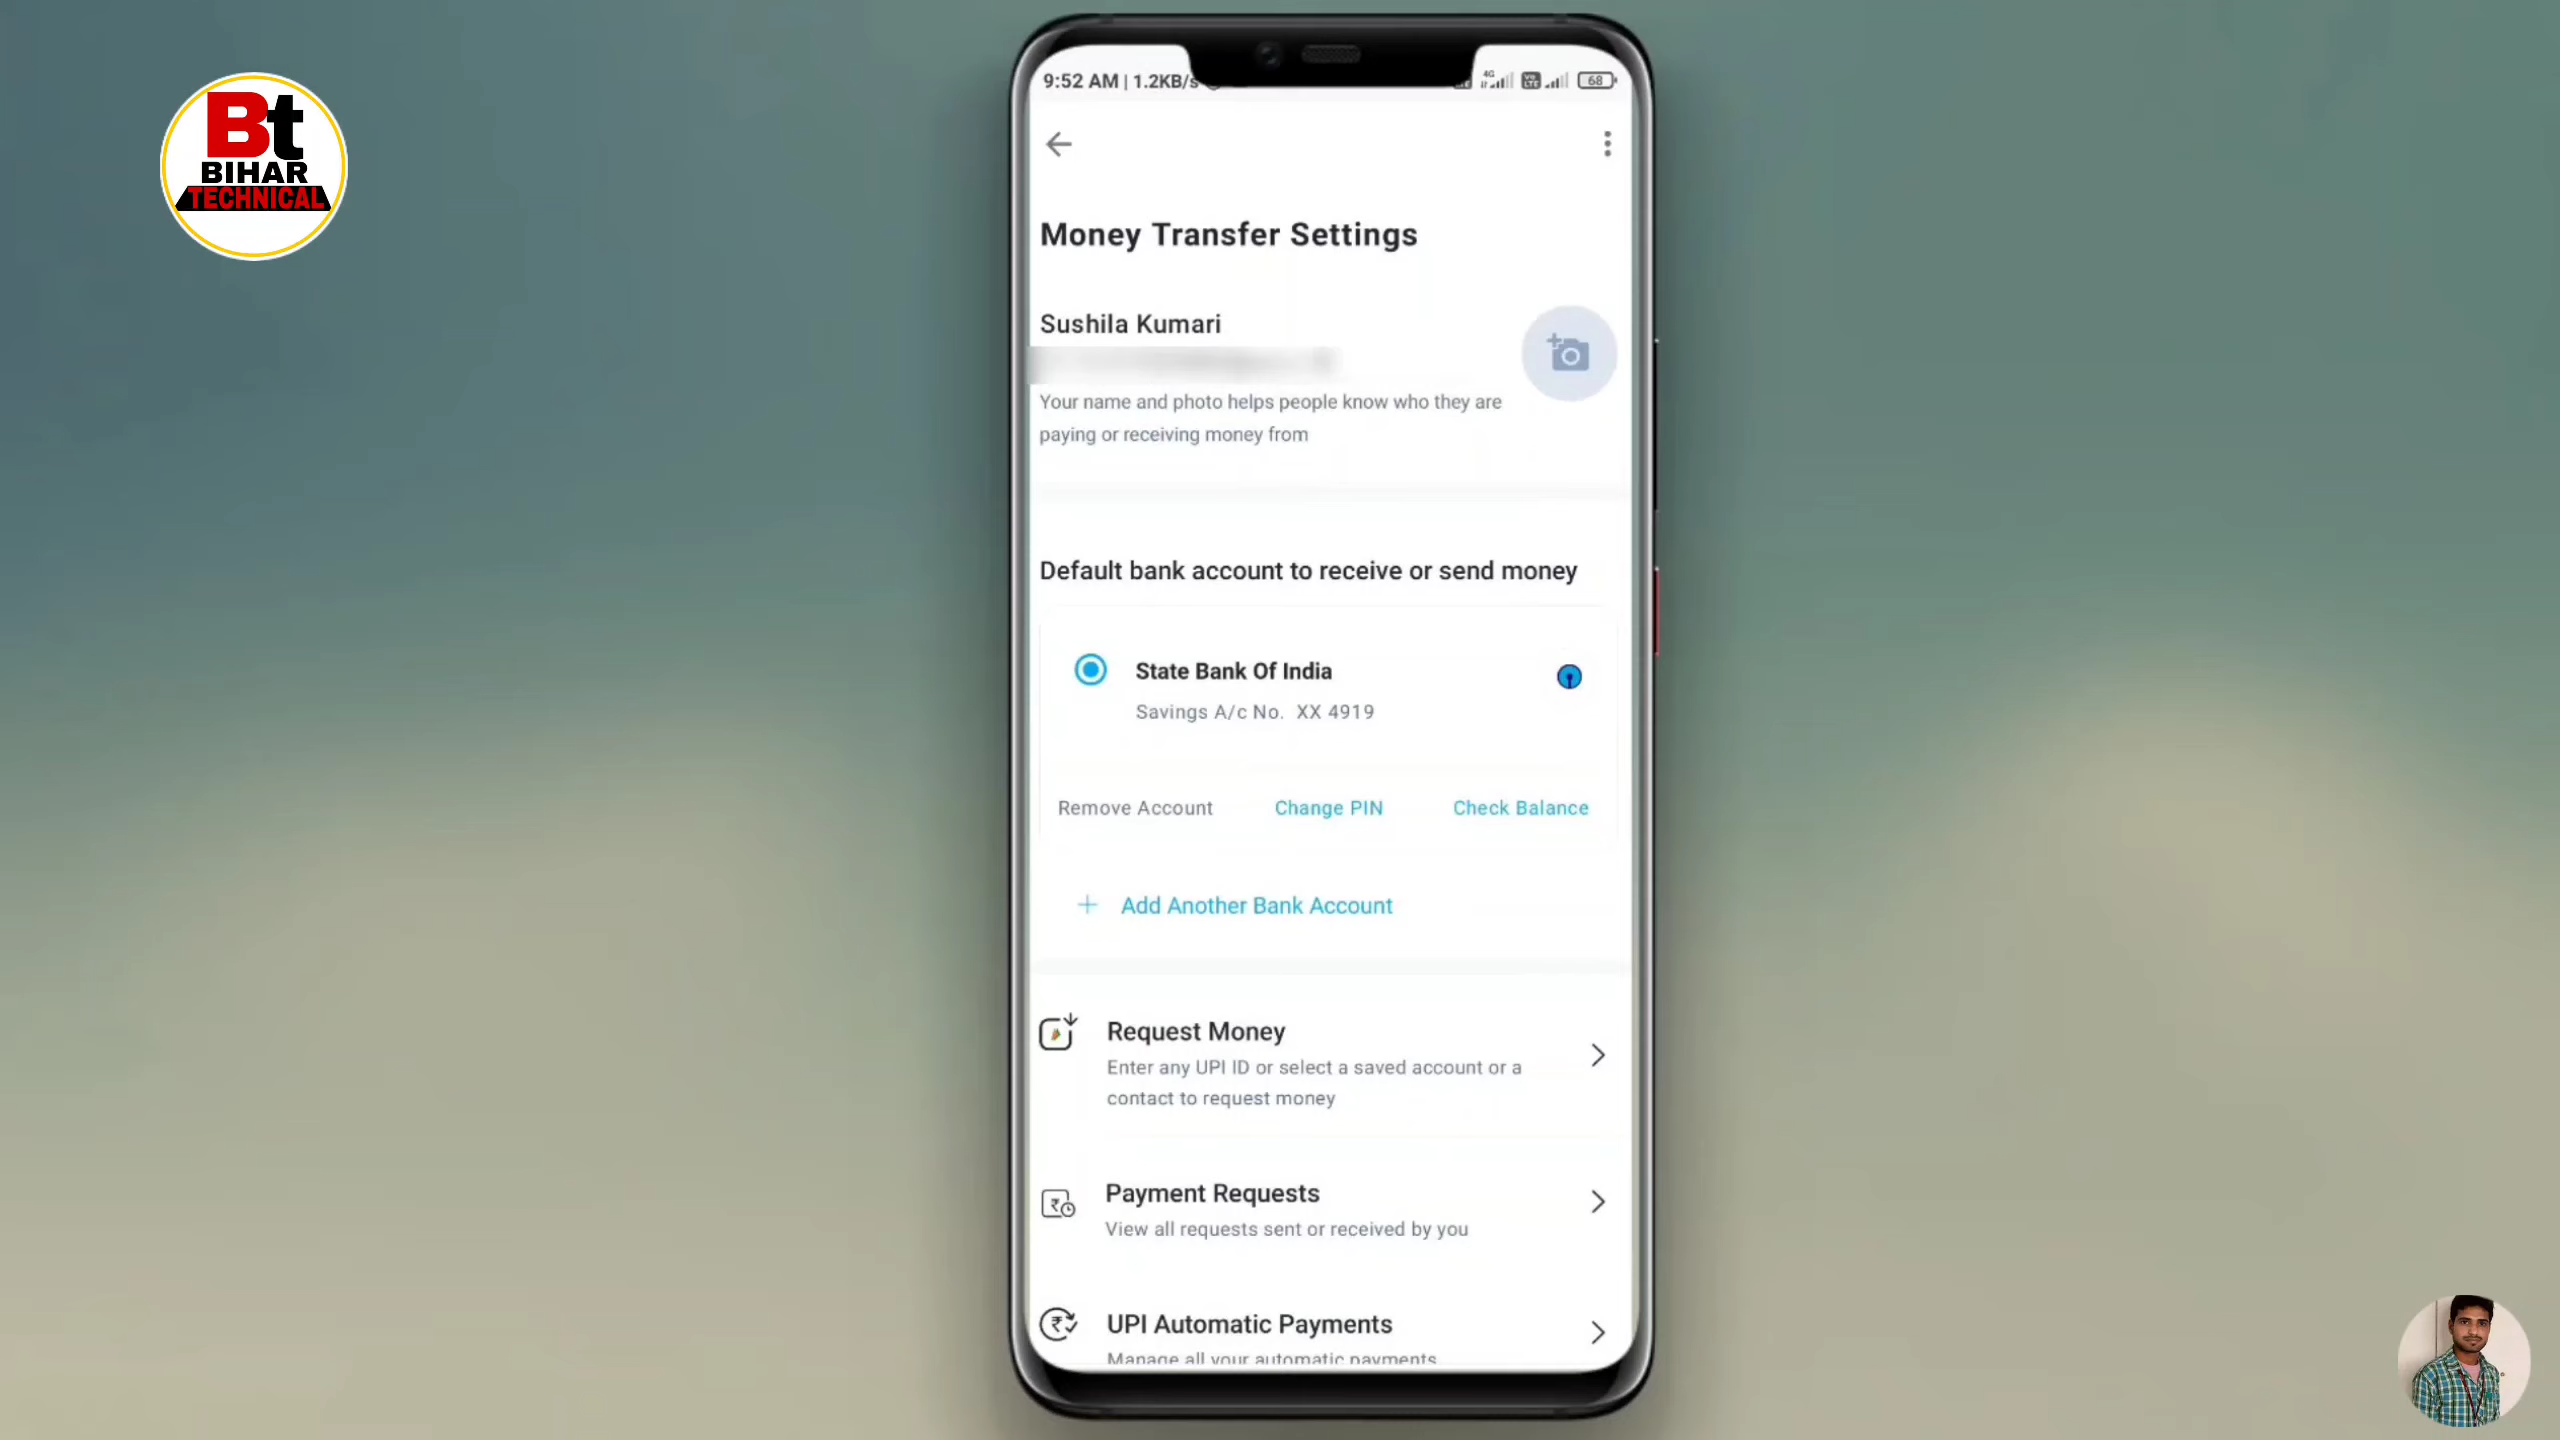 Bt
BIHAR
TECHNICAL
9:52 AM | 1.2KB/s
4G
Vo
LTE
68
Money Transfer Settings
Sushila Kumari
Your name and photo helps people know who they are
paying or receiving money from
Default bank account to receive or send money
State Bank Of India
Savings A/c No. XX 4919
Remove Account Change PIN Check Balance
+ Add Another Bank Account
Request Money
Enter any UPI ID or select a saved account or a
contact to request money
Payment Requests
View all requests sent or received by you
UPI Automatic Payments
Manage all your automatic payments